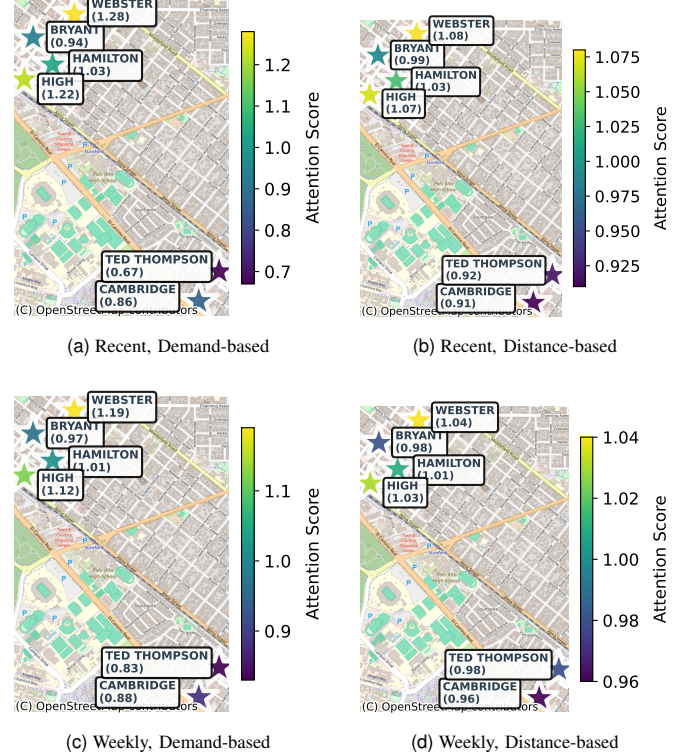 WEBSTER
(1.28)
BRYANT
(0.94)
HAMILTON
(1.03)
HIGH
(1.22)
TED THOMPSON
(0.67)
CAMBRIDGE
(0.86)
(C) OpenStreetMap contributors
1.2
1.1
1.0
0.9
0.8
0.7
Attention Score
(a) Recent, Demand-based
WEBSTER
(1.08)
BRYANT
(0.99)
HAMILTON
(1.03)
HIGH
(1.07)
Palo Alto
High School
Stanford
TED THOMPSON
(0.92)
CAMBRIDGE
(0.91)
(C) OpenStreetMap contributors
1.075
1.050
1.025
1.000
0.975
0.950
0.925
Attention Score
(b) Recent, Distance-based
WEBSTER
(1.19)
BRYANT
(0.97)
HAMILTON
(1.01)
HIGH
(1.12)
TED THOMPSON
(0.83)
CAMBRIDGE
(0.88)
(C) OpenStreetMap contributors
1.1
1.0
0.9
Attention Score
(c) Weekly, Demand-based
WEBSTER
(1.04)
BRYANT
(0.98)
HAMILTON
(1.01)
HIGH
(1.03)
TED THOMPSON
(0.98)
CAMBRIDGE
(0.96)
(C) OpenStreetMap contributors
1.04
1.02
1.00
0.98
0.96
Attention Score
(d) Weekly, Distance-based